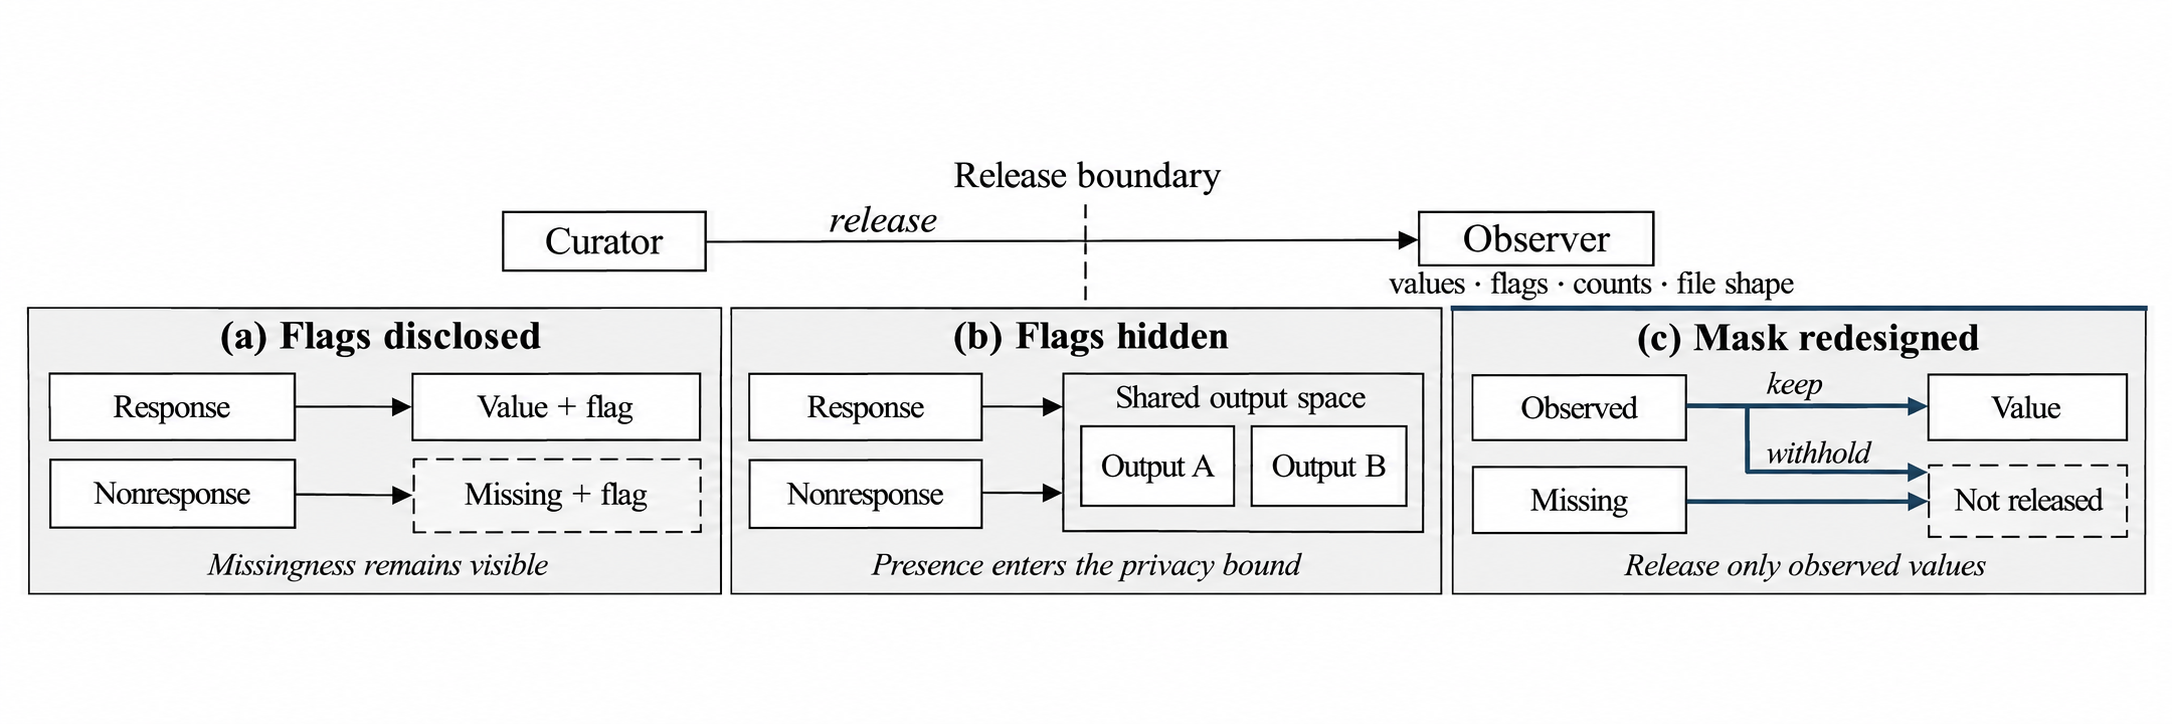 Release boundary
release
Curator
Observer
values · flags · counts · file shape
(a) Flags disclosed
Response
Value + flag
Nonresponse
Missing + flag
Missingness remains visible
(b) Flags hidden
Response
Nonresponse
Shared output space
Output A
Output B
Presence enters the privacy bound
(c) Mask redesigned
Observed
keep
Value
withhold
Missing
Not released
Release only observed values